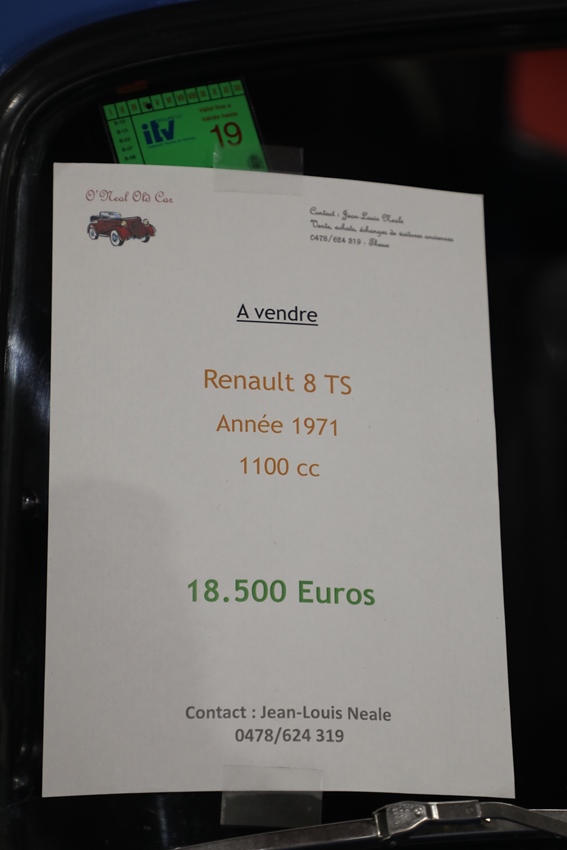 itv
19
O'Neal Old Car
Contact : Jean-Louis Neale
Vente, achats, échanges de voitures anciennes
0478/624 319 - Theux
A vendre
Renault 8 TS
Année 1971
1100 cc
18.500 Euros
Contact : Jean-Louis Neale
0478/624 319